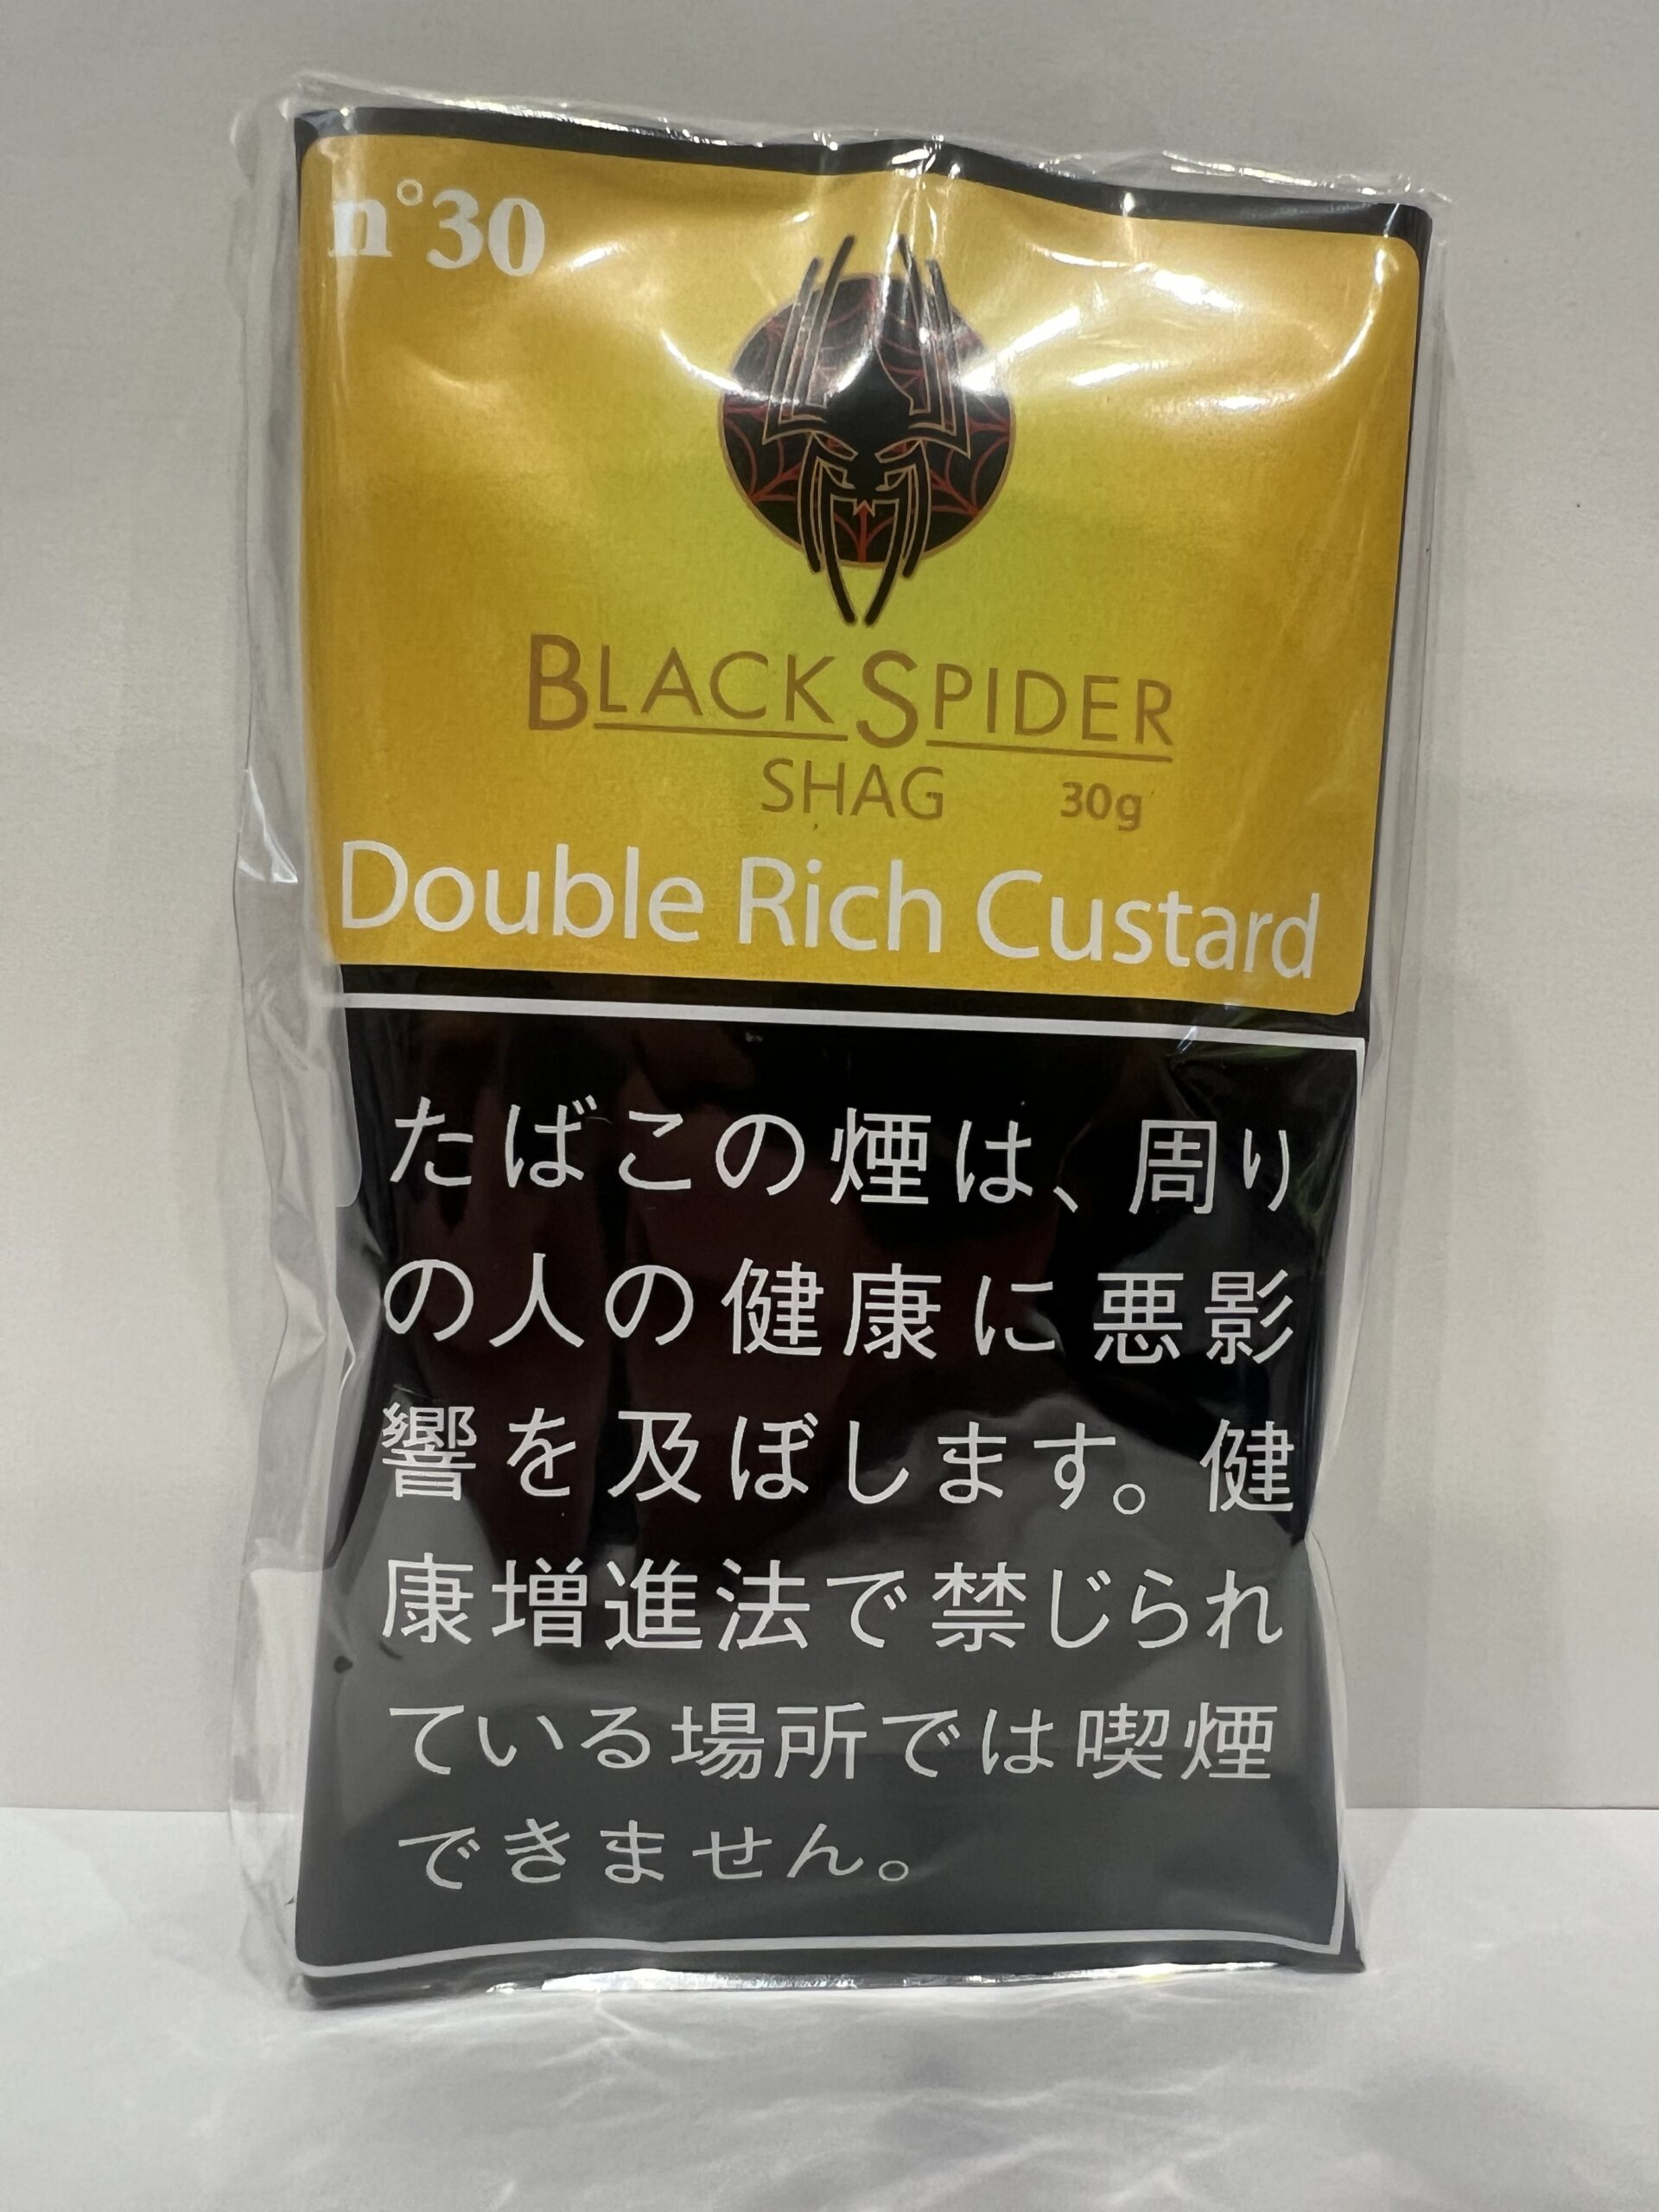 n°30
BLACK SPIDER
SHAG 30g
Double Rich Custard
たばこの煙は、周り
の人の健康に悪影
響を及ぼします。健
康増進法で禁じられ
ている場所では喫煙
できません。